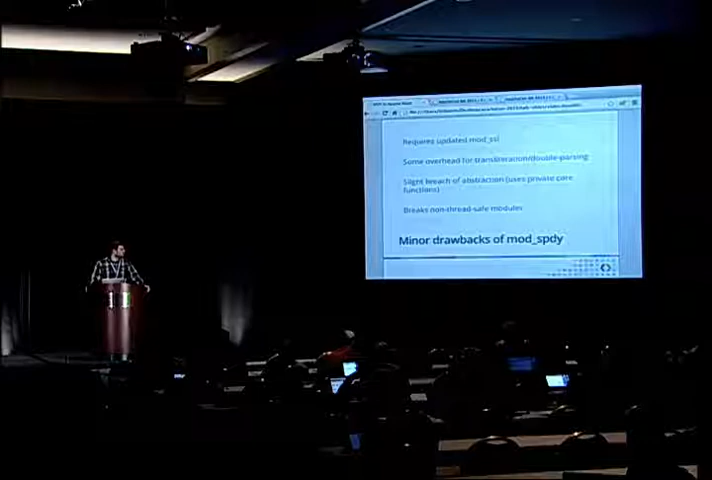 Requires updated mod_ssl
Some overhead for transliteration/double-parsing
Slight breach of abstraction (uses private core
functions)
Breaks non-thread-safe modules
Minor drawbacks of mod_spdy